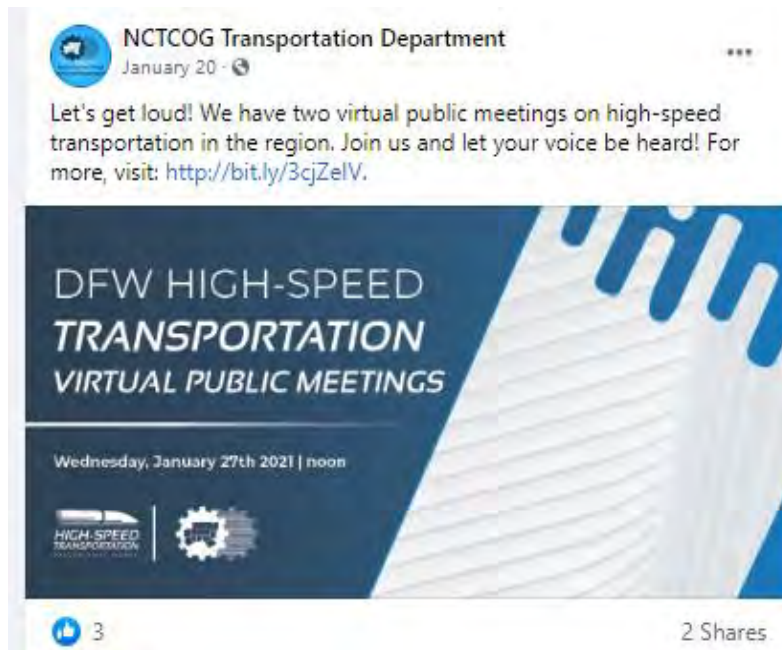 NCTCOG Transportation Department
January 20 ·
Let's get loud! We have two virtual public meetings on high-speed
transportation in the region. Join us and let your voice be heard! For
more, visit: http://bit.ly/3cjZelV.
DFW HIGH-SPEED
TRANSPORTATION
VIRTUAL PUBLIC MEETINGS
Wednesday, January 27th 2021 | noon
HIGH-SPEED
TRANSPORTATION
3
2 Shares